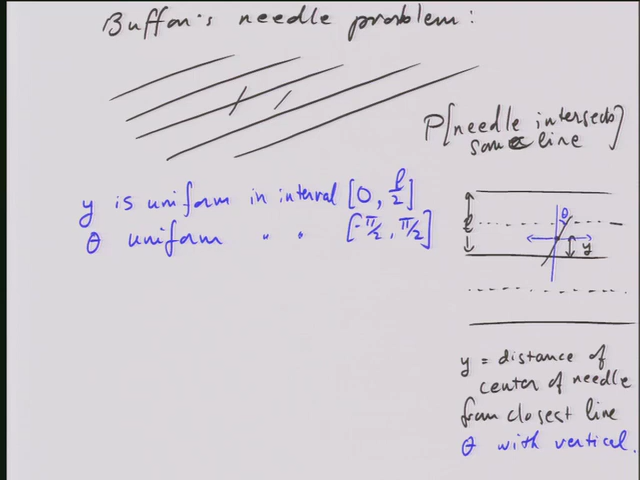 Buffon's needle problem:
P[needle intersects
some line]
y is uniform in interval [0, l/2]
θ uniform " " [-π/2, π/2]
l
θ
y
y = distance of
center of needle
from closest line
θ with vertical.